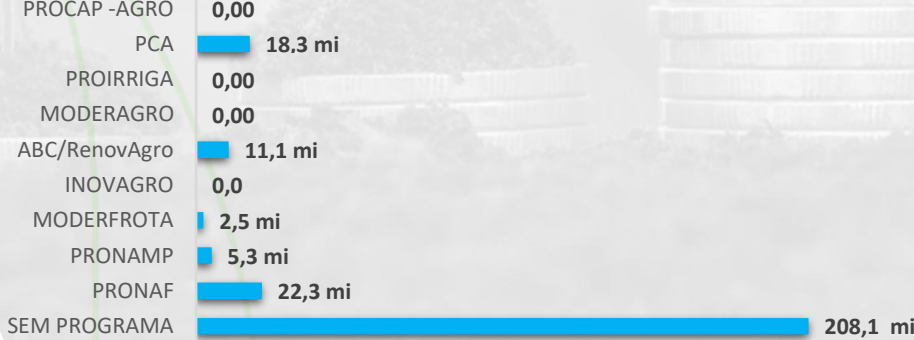 PROCAP -AGRO 0,00
PCA 18,3 mi
PROIRRIGA 0,00
MODERAGRO 0,00
ABC/RenovAgro 11,1 mi
INOVAGRO 0,0
MODERFROTA 2,5 mi
PRONAMP 5,3 mi
PRONAF 22,3 mi
SEM PROGRAMA 208,1 mi